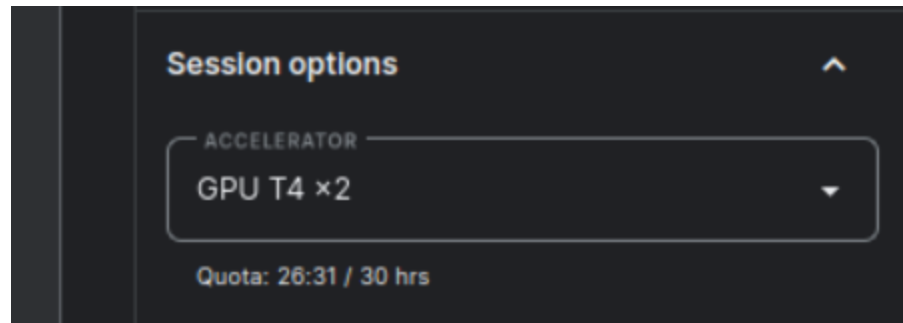 Session options
ACCELERATOR
GPU T4 ×2
Quota: 26:31 / 30 hrs